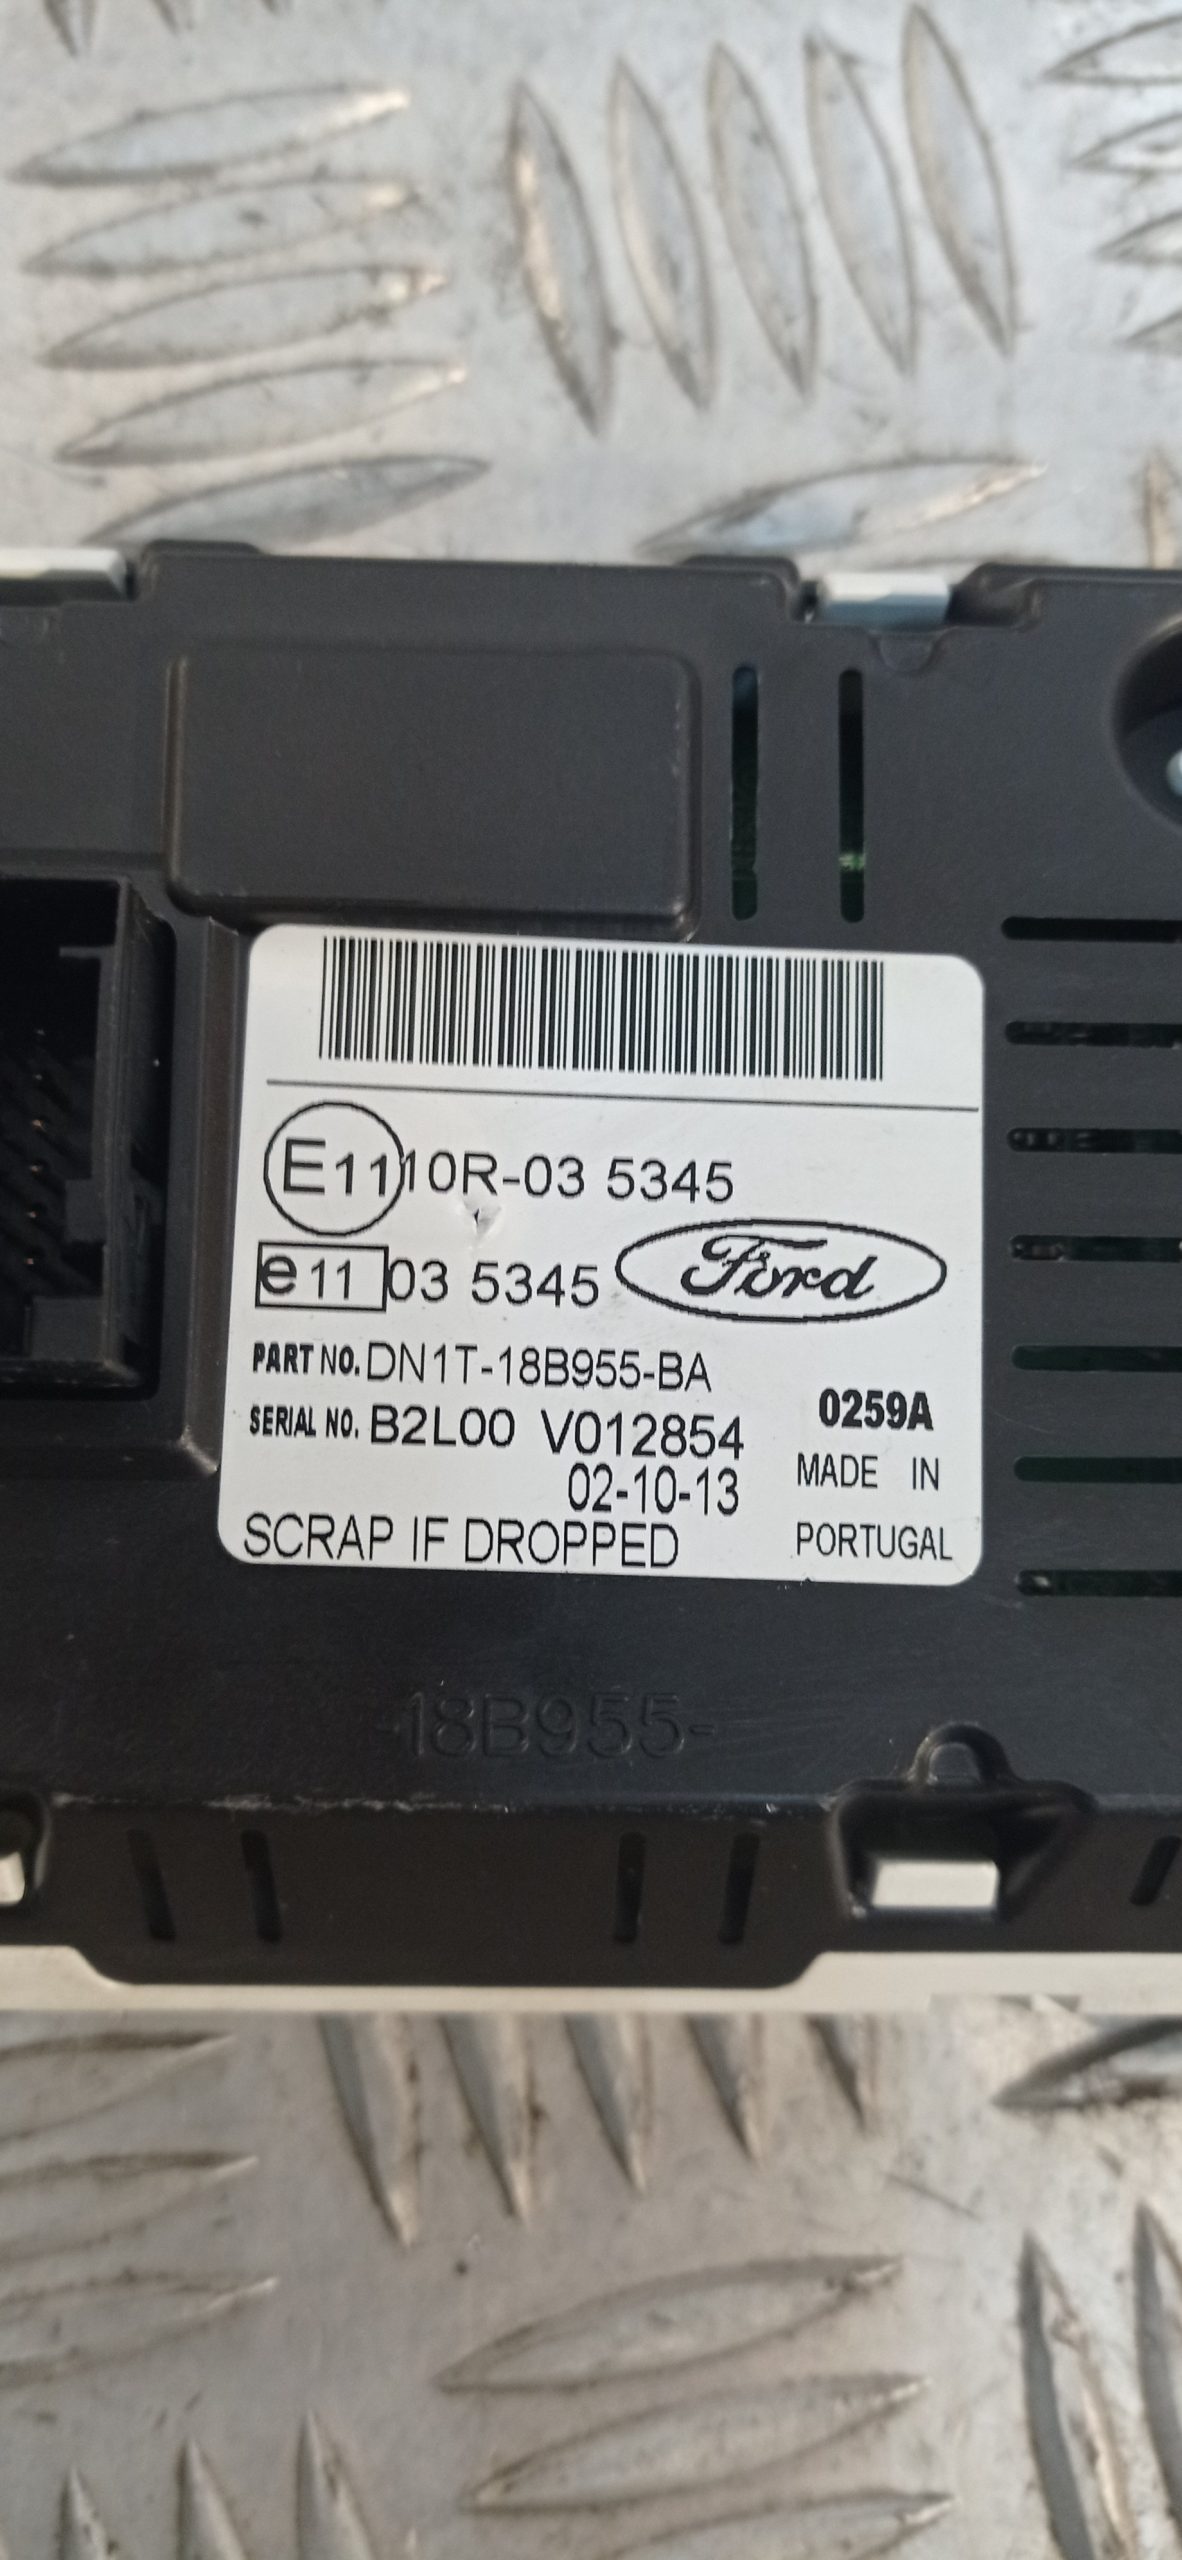 E11 10R-03 5345
e11 03 5345 Ford
PART NO. DN1T-18B955-BA
SERIAL NO. B2L00 V012854
0259A
02-10-13
MADE IN
SCRAP IF DROPPED
PORTUGAL
-18B955-